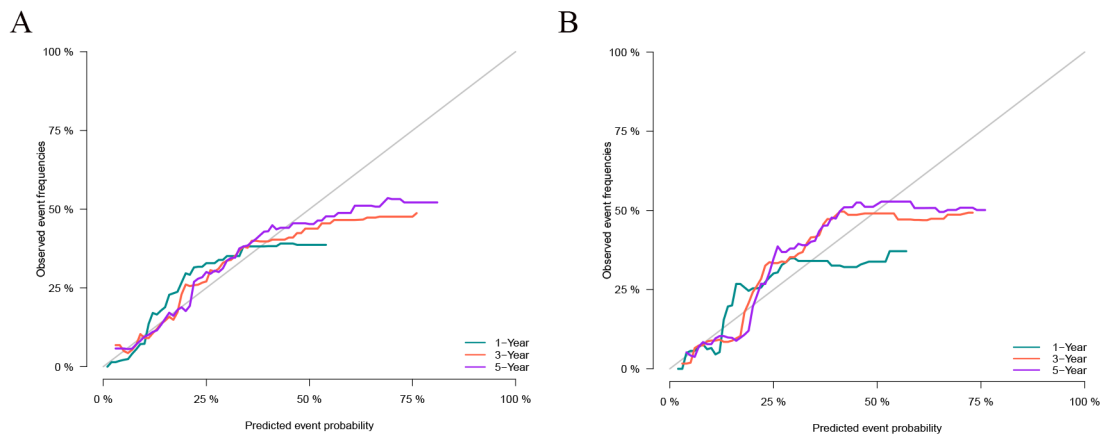 A
100 %
75 %
50 %
25 %
0 %
Observed event frequencies
1−Year
3−Year
5−Year
0 %
25 %
50 %
75 %
100 %
Predicted event probability
B
100 %
75 %
50 %
25 %
0 %
Observed event frequencies
1−Year
3−Year
5−Year
0 %
25 %
50 %
75 %
100 %
Predicted event probability